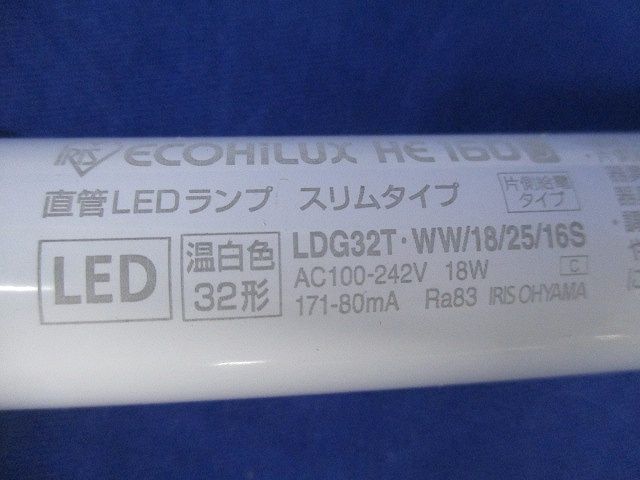 IRIS ECOHiLUX HE160
直管LEDランプ スリムタイプ
片側給電
タイプ
LED
温白色
32形
LDG32T・WW/18/25/16S
AC100-242V 18W
C
171-80mA Ra83 IRIS OHYAMA